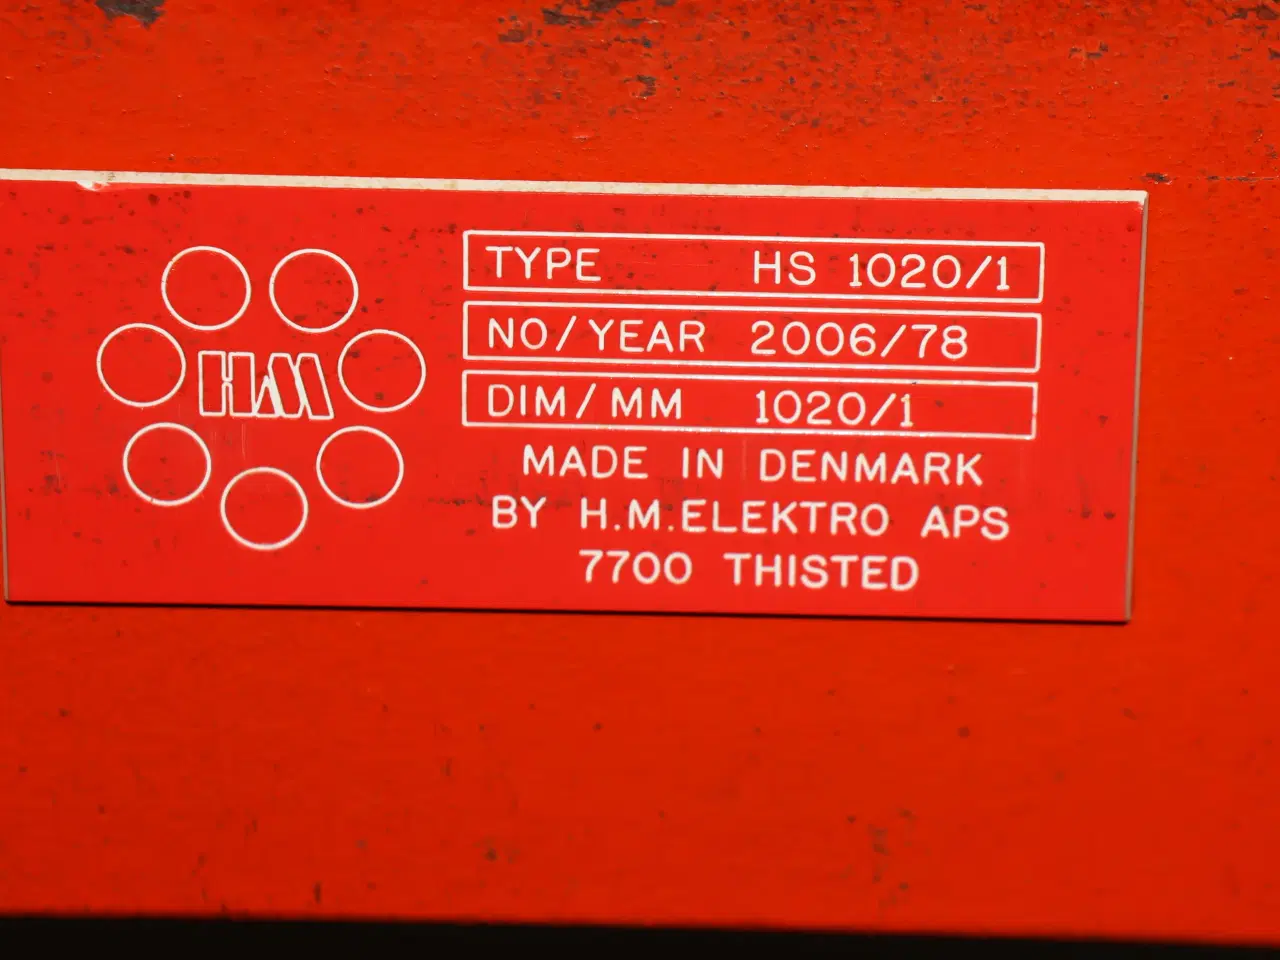 HM
TYPE HS 1020/1
NO/YEAR 2006/78
DIM/MM 1020/1
MADE IN DENMARK
BY H.M.ELEKTRO APS
7700 THISTED